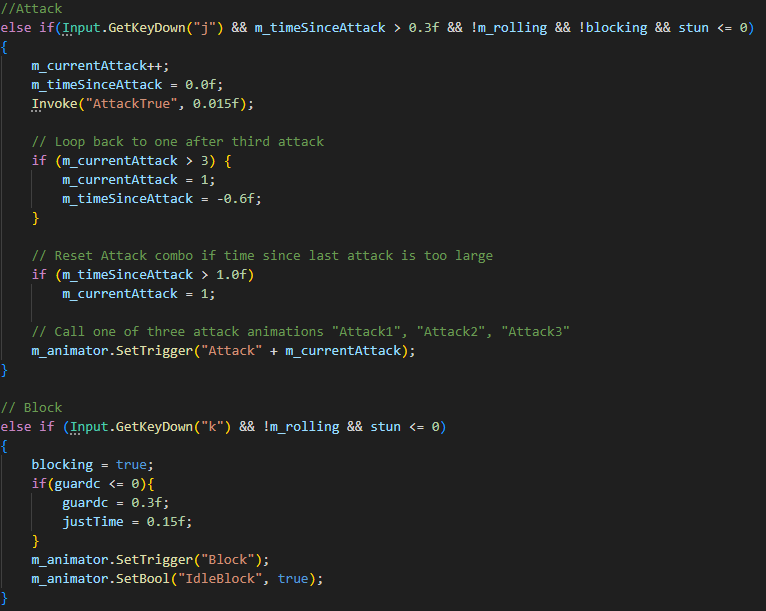 //Attack
else if(Input.GetKeyDown("j") && m_timeSinceAttack > 0.3f && !m_rolling && !blocking && stun <= 0)
{
    m_currentAttack++;
    m_timeSinceAttack = 0.0f;
    Invoke("AttackTrue", 0.015f);
    // Loop back to one after third attack
    if (m_currentAttack > 3) {
        m_currentAttack = 1;
        m_timeSinceAttack = -0.6f;
    }
    // Reset Attack combo if time since last attack is too large
    if (m_timeSinceAttack > 1.0f)
        m_currentAttack = 1;
    // Call one of three attack animations "Attack1", "Attack2", "Attack3"
    m_animator.SetTrigger("Attack" + m_currentAttack);
}
// Block
else if (Input.GetKeyDown("k") && !m_rolling && stun <= 0)
{
    blocking = true;
    if(guardc <= 0){
        guardc = 0.3f;
        justTime = 0.15f;
    }
    m_animator.SetTrigger("Block");
    m_animator.SetBool("IdleBlock", true);
}